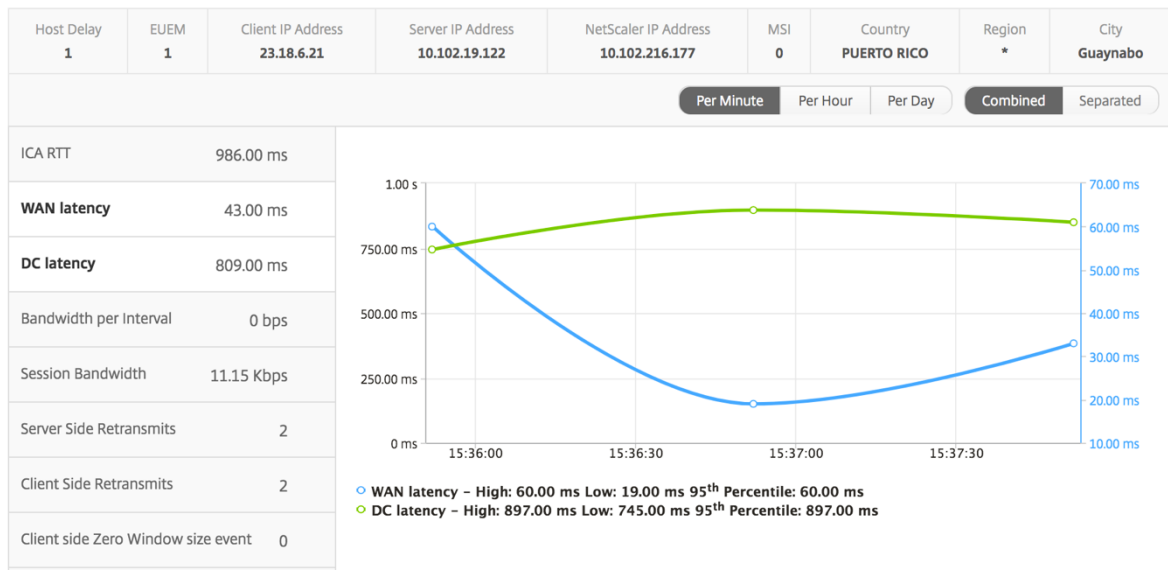 Host Delay EUEM Client IP Address Server IP Address NetScaler IP Address MSI Country Region City
1 1 23.18.6.21 10.102.19.122 10.102.216.177 0 PUERTO RICO * Guaynabo
Per Minute Per Hour Per Day Combined Separated
ICA RTT 986.00 ms
WAN latency 43.00 ms
DC latency 809.00 ms
Bandwidth per Interval 0 bps
Session Bandwidth 11.15 Kbps
Server Side Retransmits 2
Client Side Retransmits 2
Client side Zero Window size event 0
1.00 s 70.00 ms
60.00 ms
750.00 ms
50.00 ms
500.00 ms 40.00 ms
30.00 ms
250.00 ms
20.00 ms
0 ms 10.00 ms
15:36:00 15:36:30 15:37:00 15:37:30
WAN latency – High: 60.00 ms Low: 19.00 ms 95th Percentile: 60.00 ms
DC latency – High: 897.00 ms Low: 745.00 ms 95th Percentile: 897.00 ms